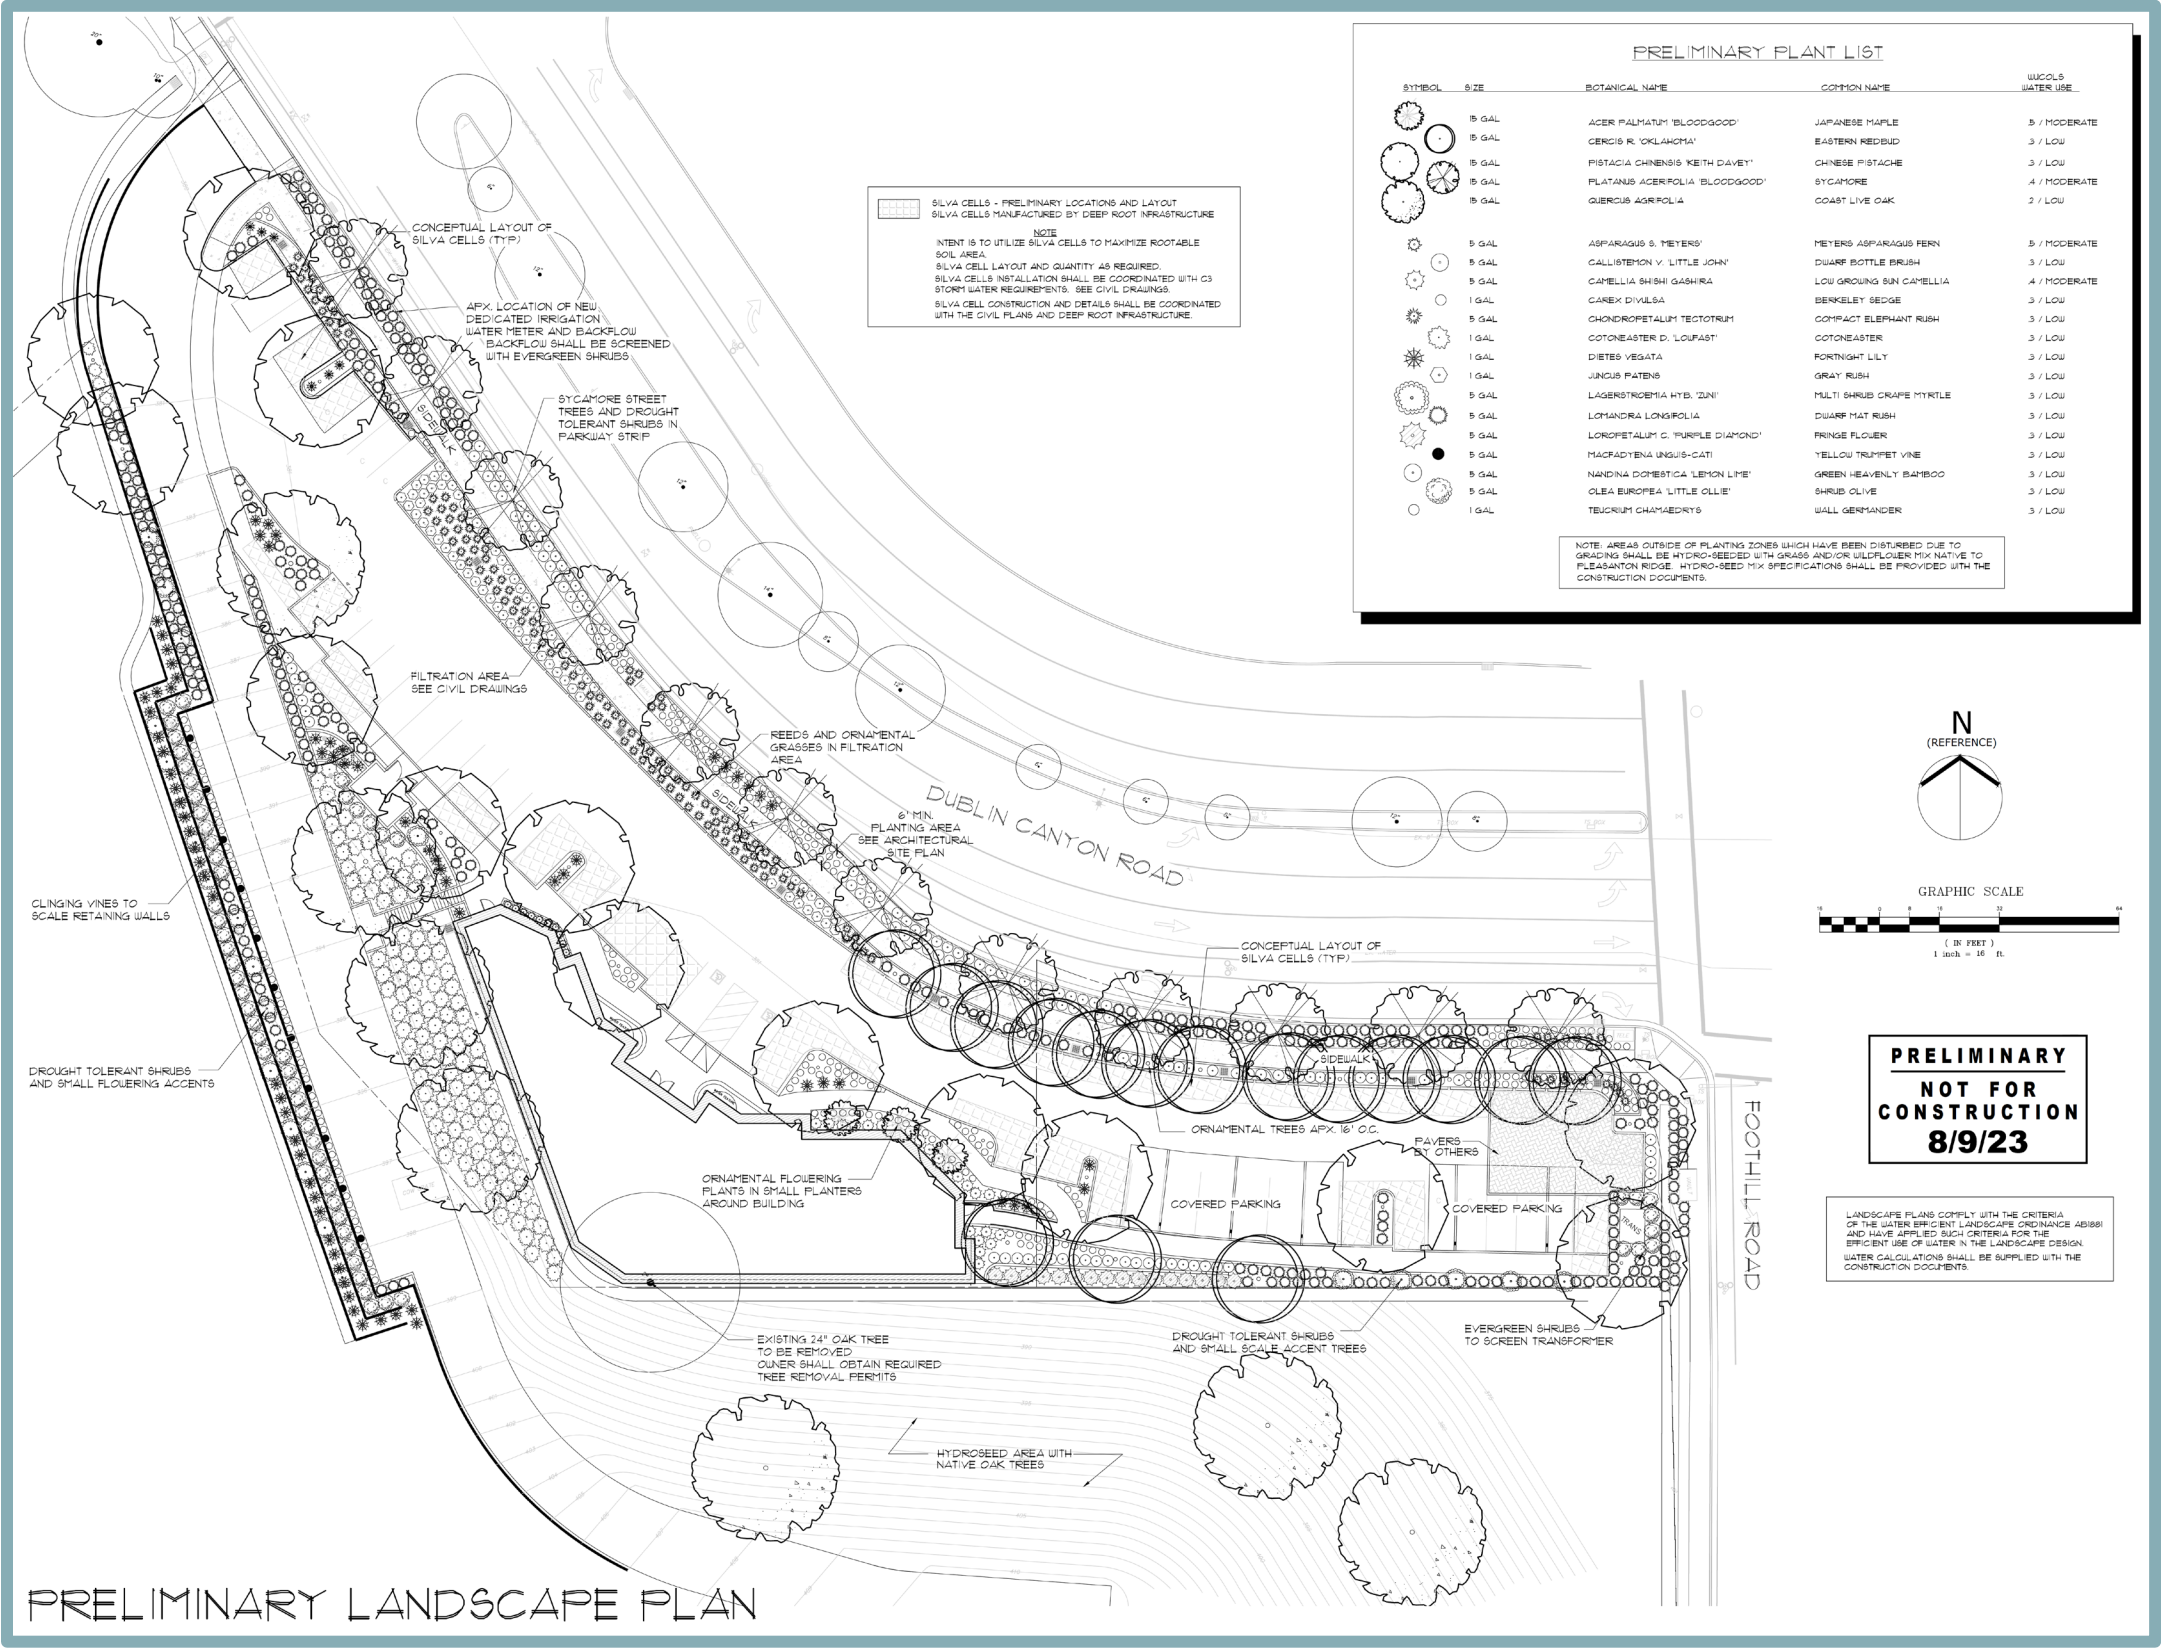 PRELIMINARY PLANT LIST
SYMBOL SIZE BOTANICAL NAME COMMON NAME WUCOLS WATER USE
15 GAL ACER PALMATUM 'BLOODGOOD' JAPANESE MAPLE .5 / MODERATE
15 GAL CERCIS R. 'OKLAHOMA' EASTERN REDBUD .3 / LOW
15 GAL PISTACIA CHINENSIS 'KEITH DAVEY' CHINESE PISTACHE .3 / LOW
15 GAL PLATANUS ACERIFOLIA 'BLOODGOOD' SYCAMORE .4 / MODERATE
15 GAL QUERCUS AGRIFOLIA COAST LIVE OAK .2 / LOW
5 GAL ASPARAGUS S. 'MEYERS' MEYERS ASPARAGUS FERN .5 / MODERATE
5 GAL CALLISTEMON V. 'LITTLE JOHN' DWARF BOTTLE BRUSH .3 / LOW
5 GAL CAMELLIA SHISHI GASHIRA LOW GROWING SUN CAMELLIA .4 / MODERATE
1 GAL CAREX DIVULSA BERKELEY SEDGE .3 / LOW
5 GAL CHONDROPETALUM TECTOTRUM COMPACT ELEPHANT RUSH .3 / LOW
1 GAL COTONEASTER D. 'LOWFAST' COTONEASTER .3 / LOW
1 GAL DIETES VEGATA FORTNIGHT LILY .3 / LOW
1 GAL JUNCUS PATENS GRAY RUSH .3 / LOW
5 GAL LAGERSTROEMIA HYB. 'ZUNI' MULTI SHRUB CRAPE MYRTLE .3 / LOW
5 GAL LOMANDRA LONGIFOLIA DWARF MAT RUSH .3 / LOW
5 GAL LOROPETALUM C. 'PURPLE DIAMOND' FRINGE FLOWER .3 / LOW
5 GAL MACFADYENA UNGUIS-CATI YELLOW TRUMPET VINE .3 / LOW
5 GAL NANDINA DOMESTICA 'LEMON LIME' GREEN HEAVENLY BAMBOO .3 / LOW
5 GAL OLEA EUROPEA 'LITTLE OLLIE' SHRUB OLIVE .3 / LOW
1 GAL TEUCRIUM CHAMAEDRYS WALL GERMANDER .3 / LOW
NOTE: AREAS OUTSIDE OF PLANTING ZONES WHICH HAVE BEEN DISTURBED DUE TO
GRADING SHALL BE HYDRO-SEEDED WITH GRASS AND/OR WILDFLOWER MIX NATIVE TO
PLEASANTON RIDGE. HYDRO-SEED MIX SPECIFICATIONS SHALL BE PROVIDED WITH THE
CONSTRUCTION DOCUMENTS.
SILVA CELLS - PRELIMINARY LOCATIONS AND LAYOUT
SILVA CELLS MANUFACTURED BY DEEP ROOT INFRASTRUCTURE
NOTE
INTENT IS TO UTILIZE SILVA CELLS TO MAXIMIZE ROOTABLE
SOIL AREA.
SILVA CELL LAYOUT AND QUANTITY AS REQUIRED.
SILVA CELLS INSTALLATION SHALL BE COORDINATED WITH C3
STORM WATER REQUIREMENTS. SEE CIVIL DRAWINGS.
SILVA CELL CONSTRUCTION AND DETAILS SHALL BE COORDINATED
WITH THE CIVIL PLANS AND DEEP ROOT INFRASTRUCTURE.
CONCEPTUAL LAYOUT OF
SILVA CELLS (TYP)
APX. LOCATION OF NEW
DEDICATED IRRIGATION
WATER METER AND BACKFLOW
BACKFLOW SHALL BE SCREENED
WITH EVERGREEN SHRUBS
SYCAMORE STREET
TREES AND DROUGHT
TOLERANT SHRUBS IN
PARKWAY STRIP
SIDEWALK
FILTRATION AREA
SEE CIVIL DRAWINGS
REEDS AND ORNAMENTAL
GRASSES IN FILTRATION
AREA
SIDEWALK
6' MIN.
PLANTING AREA
SEE ARCHITECTURAL
SITE PLAN
DUBLIN CANYON ROAD
CLINGING VINES TO
SCALE RETAINING WALLS
CONCEPTUAL LAYOUT OF
SILVA CELLS (TYP)
DROUGHT TOLERANT SHRUBS
AND SMALL FLOWERING ACCENTS
SIDEWALK
ORNAMENTAL TREES APX. 16' O.C.
PAVERS
BY OTHERS
ORNAMENTAL FLOWERING
PLANTS IN SMALL PLANTERS
AROUND BUILDING
COVERED PARKING
COVERED PARKING
TRANS
FOOTHILL ROAD
EXISTING 24" OAK TREE
TO BE REMOVED
OWNER SHALL OBTAIN REQUIRED
TREE REMOVAL PERMITS
DROUGHT TOLERANT SHRUBS
AND SMALL SCALE ACCENT TREES
EVERGREEN SHRUBS
TO SCREEN TRANSFORMER
HYDROSEED AREA WITH
NATIVE OAK TREES
N
(REFERENCE)
GRAPHIC SCALE
16 0 8 16 32 64
( IN FEET )
1 inch = 16 ft.
PRELIMINARY
NOT FOR
CONSTRUCTION
8/9/23
LANDSCAPE PLANS COMPLY WITH THE CRITERIA
OF THE WATER EFFICIENT LANDSCAPE ORDINANCE AB1881
AND HAVE APPLIED SUCH CRITERIA FOR THE
EFFICIENT USE OF WATER IN THE LANDSCAPE DESIGN.
WATER CALCULATIONS SHALL BE SUPPLIED WITH THE
CONSTRUCTION DOCUMENTS.
PRELIMINARY LANDSCAPE PLAN